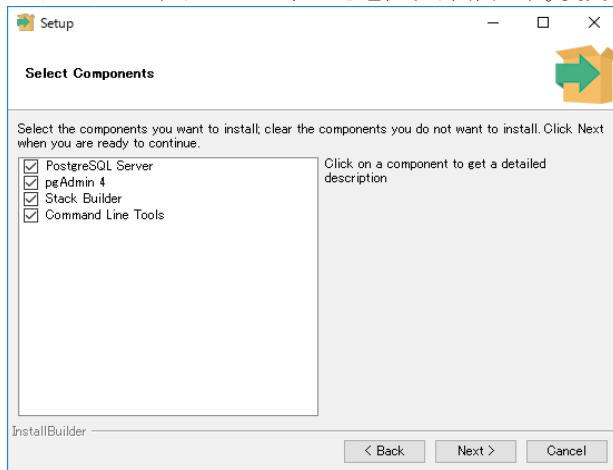 Setup
Select Components
Select the components you want to install; clear the components you do not want to install. Click Next
when you are ready to continue.
PostgreSQL Server
pgAdmin 4
Stack Builder
Command Line Tools
Click on a component to get a detailed
description
InstallBuilder
< Back
Next >
Cancel